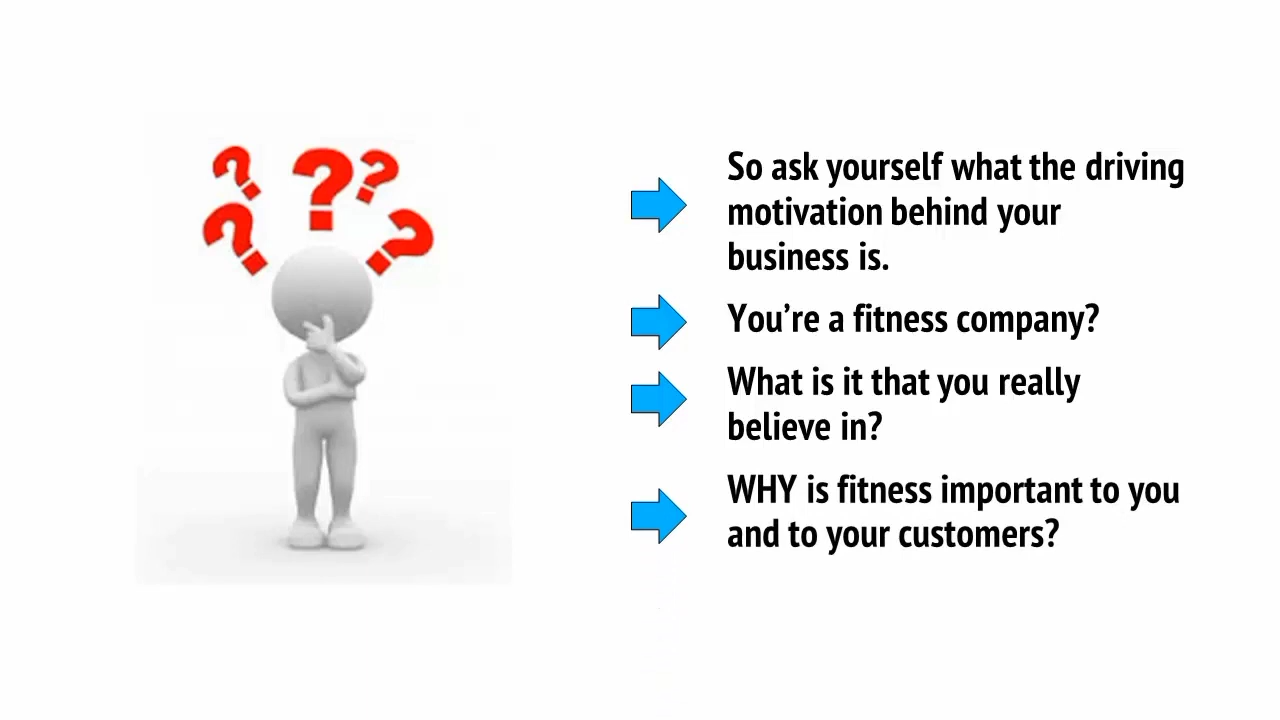 So ask yourself what the driving
motivation behind your
business is.
You’re a fitness company?
What is it that you really
believe in?
WHY is fitness important to you
and to your customers?